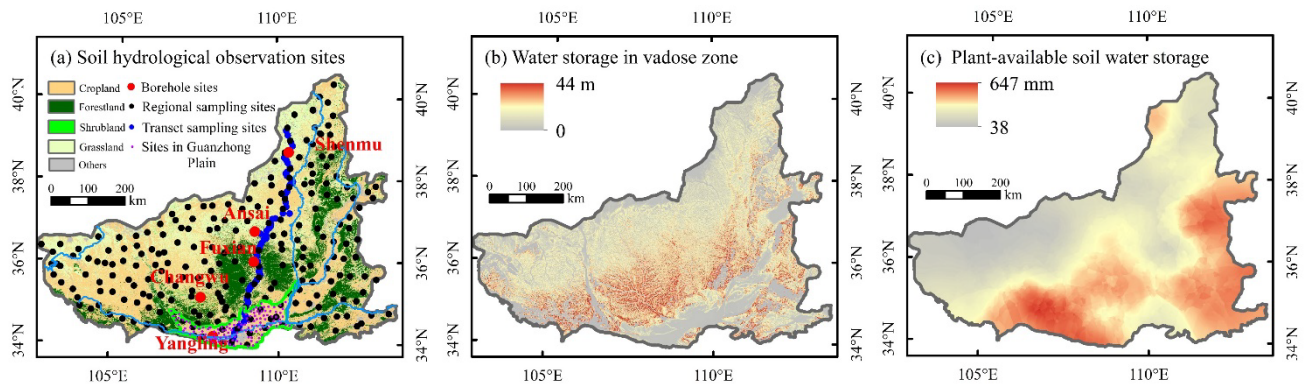 105°E 110°E
105°E 110°E
105°E 110°E
(a) Soil hydrological observation sites
Cropland
Forestland
Shrubland
Grassland
Others
Borehole sites
Regional sampling sites
Transct sampling sites
Sites in Guanzhong
Plain
0 100 200
km
Shenmu
Ansai
Fuxian
Changwu
Yangling
40°N
38°N
36°N
34°N
40°N
38°N
36°N
34°N
105°E 110°E
(b) Water storage in vadose zone
44 m
0
0 100 200
km
40°N
38°N
36°N
34°N
105°E 110°E
(c) Plant-available soil water storage
647 mm
38
0 100 200
km
40°N
38°N
36°N
34°N
105°E 110°E